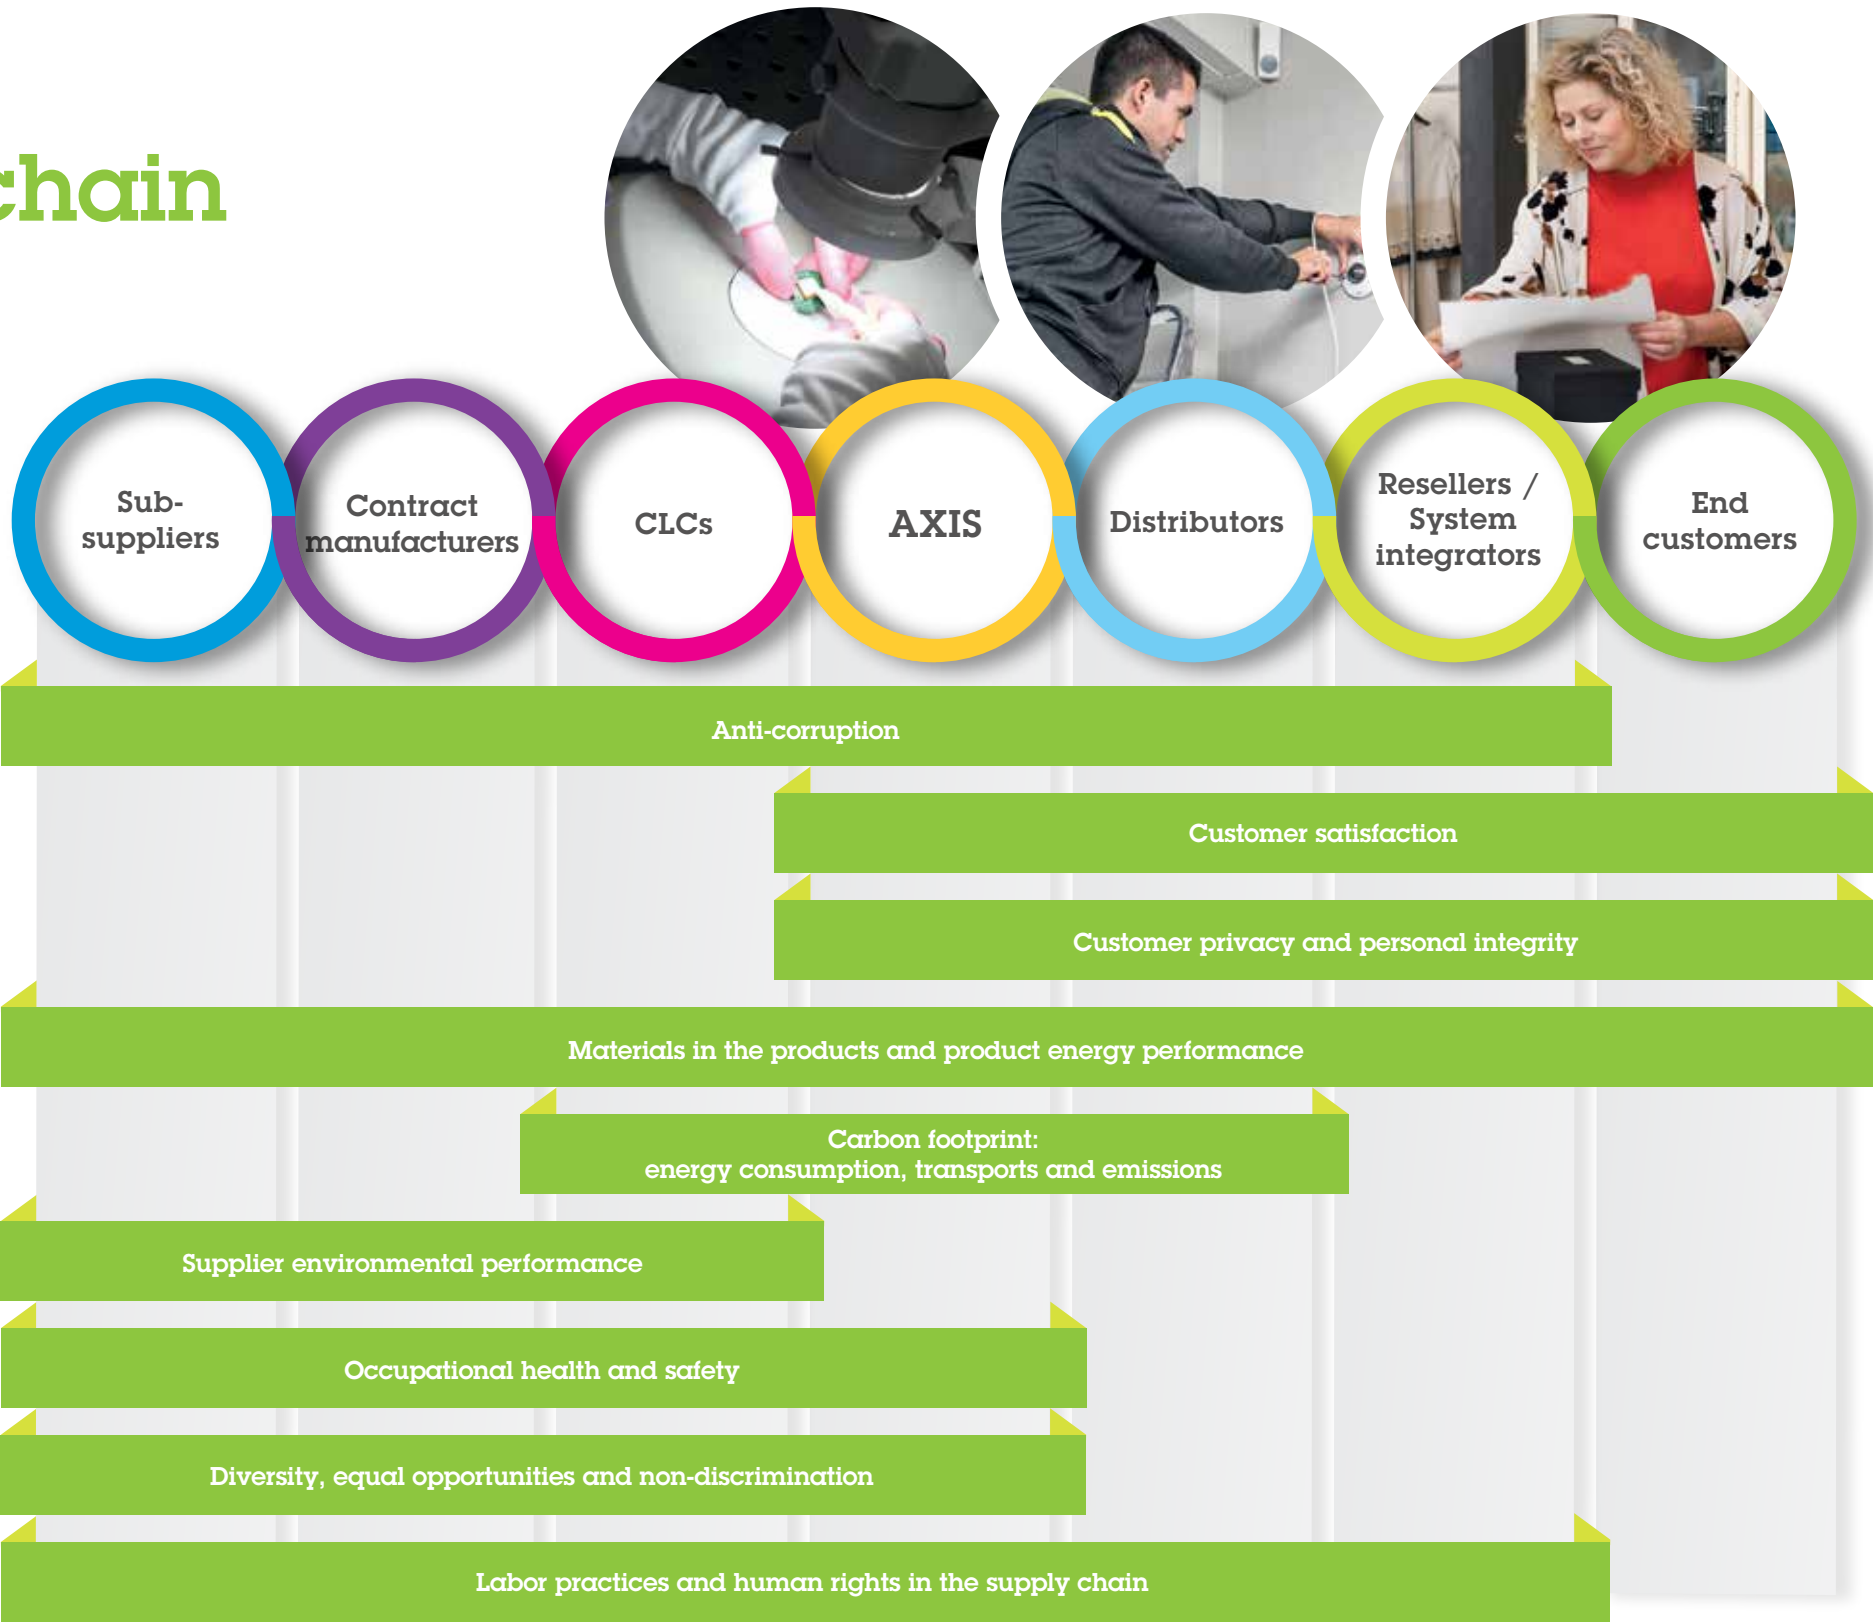 chain
Sub-
suppliers
Contract
manufacturers
CLCs
AXIS
Distributors
Resellers /
System
integrators
End
customers
Anti-corruption
Customer satisfaction
Customer privacy and personal integrity
Materials in the products and product energy performance
Carbon footprint:
energy consumption, transports and emissions
Supplier environmental performance
Occupational health and safety
Diversity, equal opportunities and non-discrimination
Labor practices and human rights in the supply chain